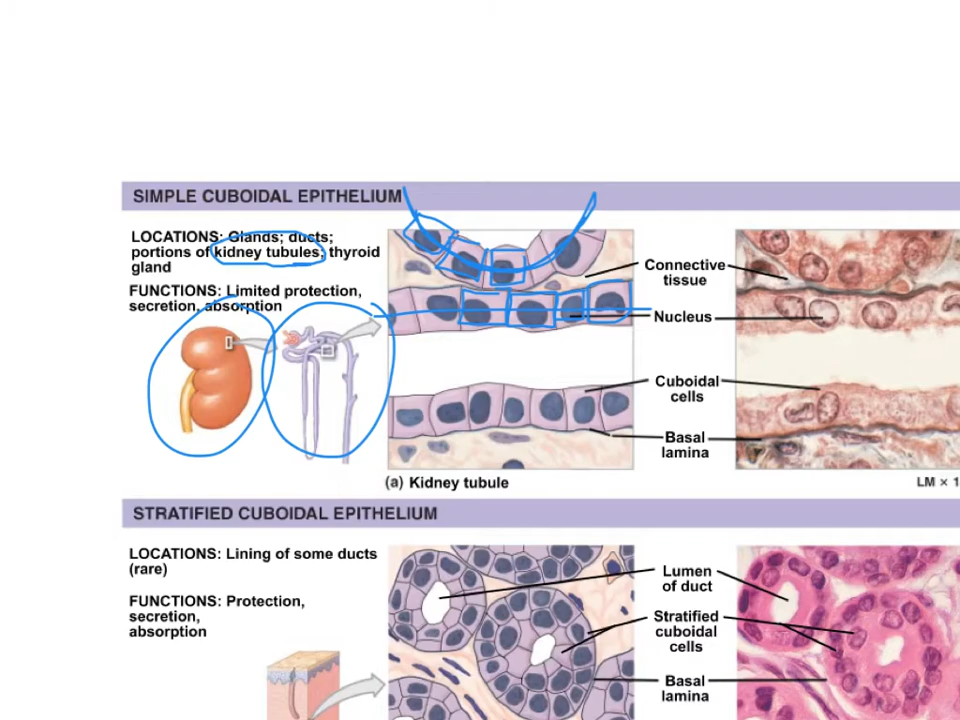 SIMPLE CUBOIDAL EPITHELIUM
LOCATIONS: Glands; ducts;
portions of kidney tubules; thyroid
gland
FUNCTIONS: Limited protection,
secretion, absorption
Connective
tissue
Nucleus
Cuboidal
cells
Basal
lamina
(a) Kidney tubule
LM × 1
STRATIFIED CUBOIDAL EPITHELIUM
LOCATIONS: Lining of some ducts
(rare)
FUNCTIONS: Protection,
secretion,
absorption
Lumen
of duct
Stratified
cuboidal
cells
Basal
lamina